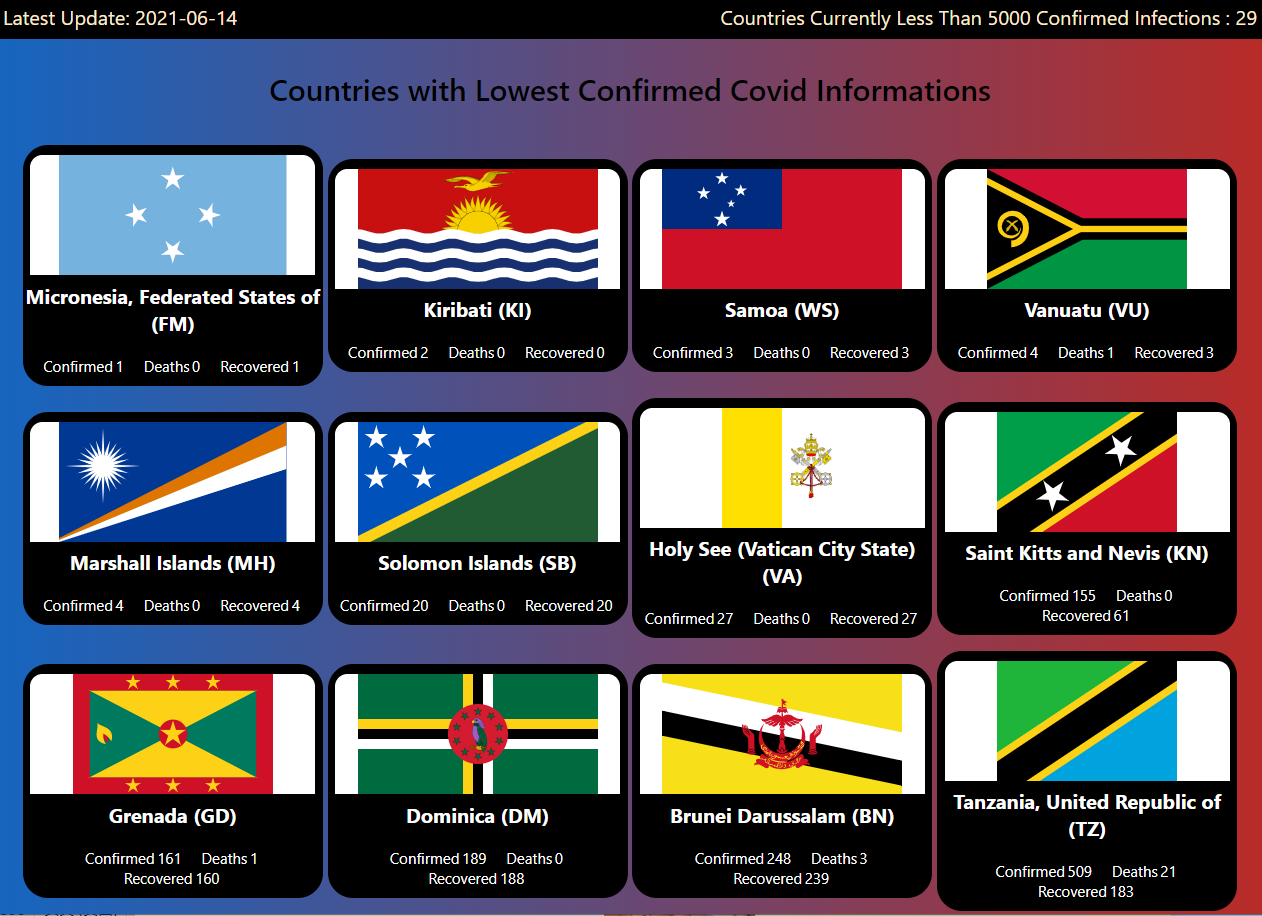 Latest Update: 2021-06-14
Countries Currently Less Than 5000 Confirmed Infections : 29
Countries with Lowest Confirmed Covid Informations
Micronesia, Federated States of
(FM)
Confirmed 1 Deaths 0 Recovered 1
Kiribati (KI)
Confirmed 2 Deaths 0 Recovered 0
Samoa (WS)
Confirmed 3 Deaths 0 Recovered 3
Vanuatu (VU)
Confirmed 4 Deaths 1 Recovered 3
Marshall Islands (MH)
Confirmed 4 Deaths 0 Recovered 4
Solomon Islands (SB)
Confirmed 20 Deaths 0 Recovered 20
Holy See (Vatican City State)
(VA)
Confirmed 27 Deaths 0 Recovered 27
Saint Kitts and Nevis (KN)
Confirmed 155 Deaths 0
Recovered 61
Grenada (GD)
Confirmed 161 Deaths 1
Recovered 160
Dominica (DM)
Confirmed 189 Deaths 0
Recovered 188
Brunei Darussalam (BN)
Confirmed 248 Deaths 3
Recovered 239
Tanzania, United Republic of
(TZ)
Confirmed 509 Deaths 21
Recovered 183